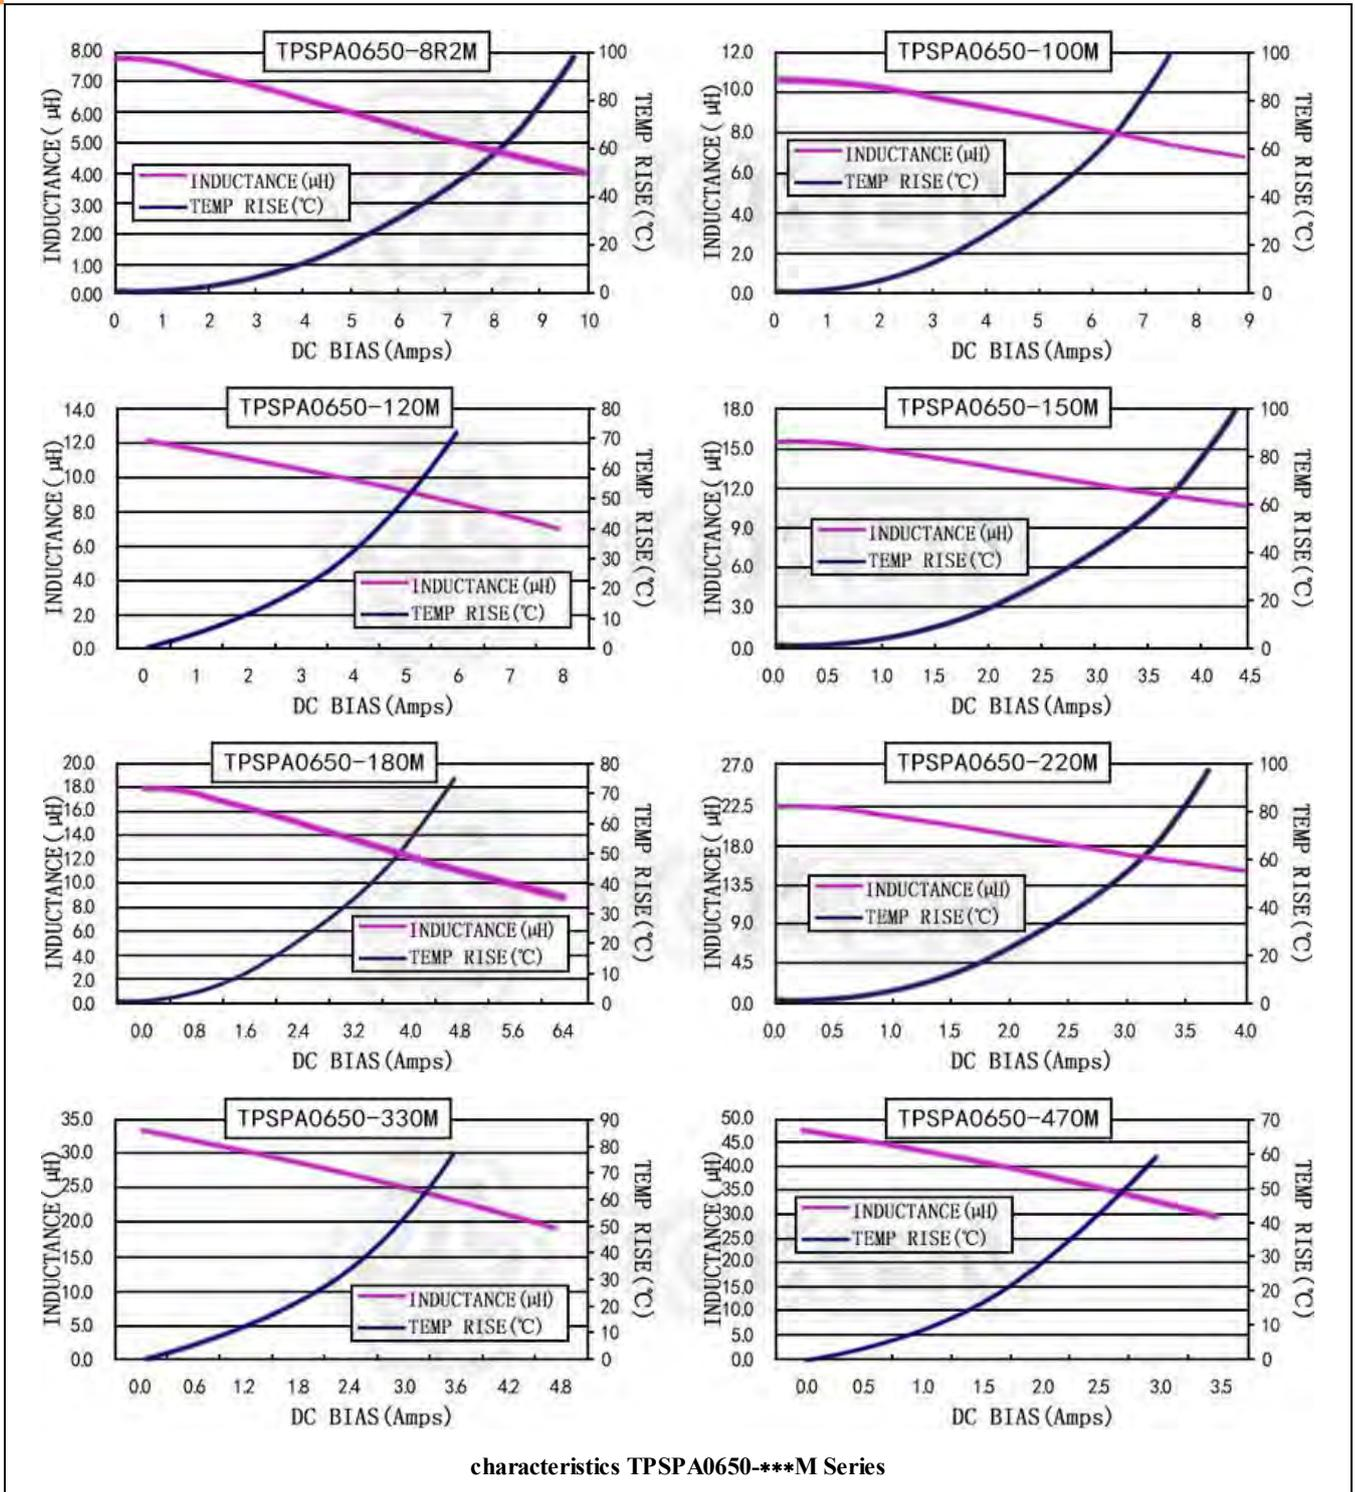 TPSPA0650-8R2M
INDUCTANCE( μH)
8.00
7.00
6.00
5.00
4.00
3.00
2.00
1.00
0.00
INDUCTANCE(μH)
TEMP RISE(℃)
100
80
60
40
20
0
TEMP RISE(℃)
0 1 2 3 4 5 6 7 8 9 10
DC BIAS(Amps)
TPSPA0650-100M
INDUCTANCE( μH)
12.0
10.0
8.0
6.0
4.0
2.0
0.0
INDUCTANCE(μH)
TEMP RISE(℃)
100
80
60
40
20
0
TEMP RISE(℃)
0 1 2 3 4 5 6 7 8 9
DC BIAS(Amps)
TPSPA0650-120M
INDUCTANCE( μH)
14.0
12.0
10.0
8.0
6.0
4.0
2.0
0.0
INDUCTANCE(μH)
TEMP RISE(℃)
80
70
60
50
40
30
20
10
0
TEMP RISE(℃)
0 1 2 3 4 5 6 7 8
DC BIAS(Amps)
TPSPA0650-150M
INDUCTANCE( μH)
18.0
15.0
12.0
9.0
6.0
3.0
0.0
INDUCTANCE(μH)
TEMP RISE(℃)
100
80
60
40
20
0
TEMP RISE(℃)
0.0 0.5 1.0 1.5 2.0 2.5 3.0 3.5 4.0 4.5
DC BIAS(Amps)
TPSPA0650-180M
INDUCTANCE( μH)
20.0
18.0
16.0
14.0
12.0
10.0
8.0
6.0
4.0
2.0
0.0
INDUCTANCE(μH)
TEMP RISE(℃)
80
70
60
50
40
30
20
10
0
TEMP RISE(℃)
0.0 0.8 1.6 2.4 3.2 4.0 4.8 5.6 6.4
DC BIAS(Amps)
TPSPA0650-220M
INDUCTANCE( μH)
27.0
22.5
18.0
13.5
9.0
4.5
0.0
INDUCTANCE(μH)
TEMP RISE(℃)
100
80
60
40
20
0
TEMP RISE(℃)
0.0 0.5 1.0 1.5 2.0 2.5 3.0 3.5 4.0
DC BIAS(Amps)
TPSPA0650-330M
INDUCTANCE( μH)
35.0
30.0
25.0
20.0
15.0
10.0
5.0
0.0
INDUCTANCE(μH)
TEMP RISE(℃)
90
80
70
60
50
40
30
20
10
0
TEMP RISE(℃)
0.0 0.6 1.2 1.8 2.4 3.0 3.6 4.2 4.8
DC BIAS(Amps)
TPSPA0650-470M
INDUCTANCE( μH)
50.0
45.0
40.0
35.0
30.0
25.0
20.0
15.0
10.0
5.0
0.0
INDUCTANCE(μH)
TEMP RISE(℃)
70
60
50
40
30
20
10
0
TEMP RISE(℃)
0.0 0.5 1.0 1.5 2.0 2.5 3.0 3.5
DC BIAS(Amps)
characteristics TPSPA0650-***M Series